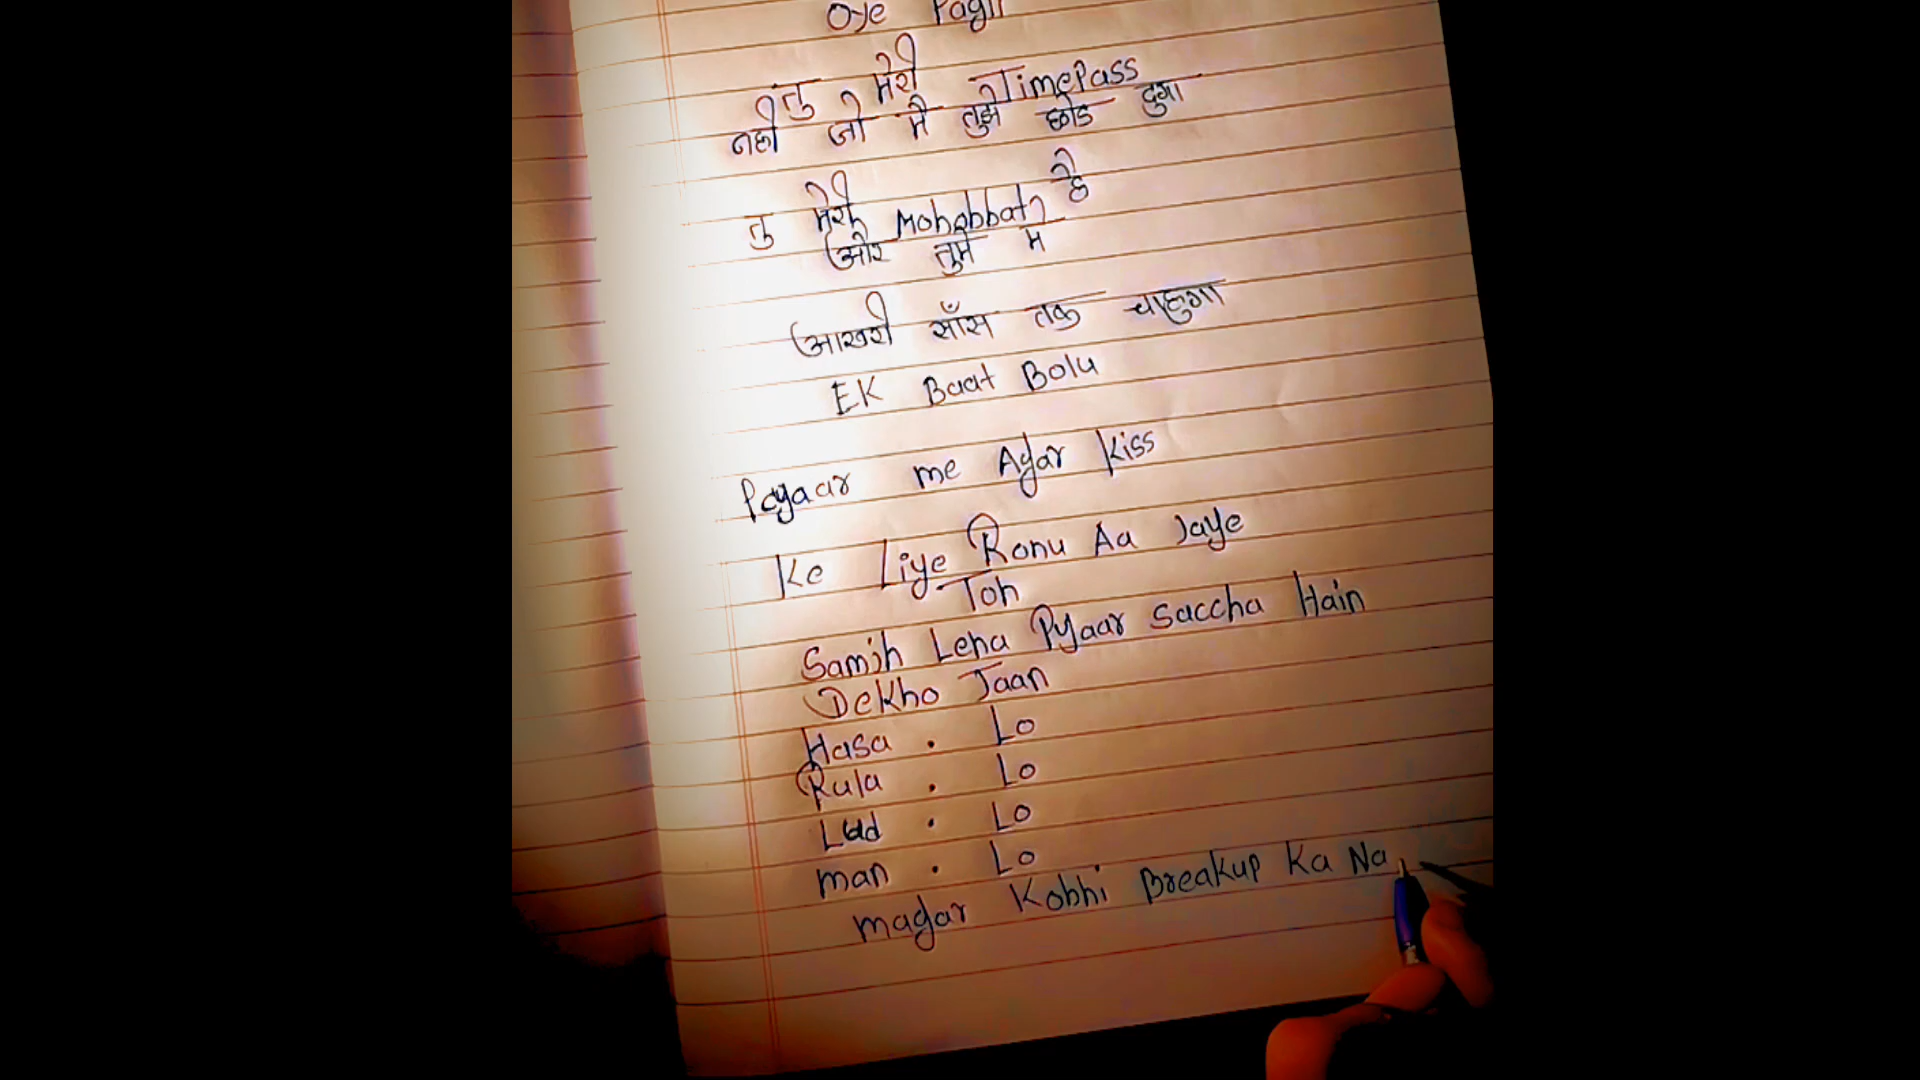 Oye Pagli
तु मेरी TimePass
नही जो मै तुझे छोड दुगा
तु मेरी Mohabbat है
और तुमे म
आखरी साँस तक चाहुगा
EK Baat Bolu
Payaar me Agar Kiss
Ke Liye Ronu Aa Jaye
Toh
Samjh Lena Pyaar Saccha Hain
Dekho Jaan
Hasa . Lo
Rula . Lo
Lad . Lo
man . Lo
magar Kabhi Breakup Ka Na